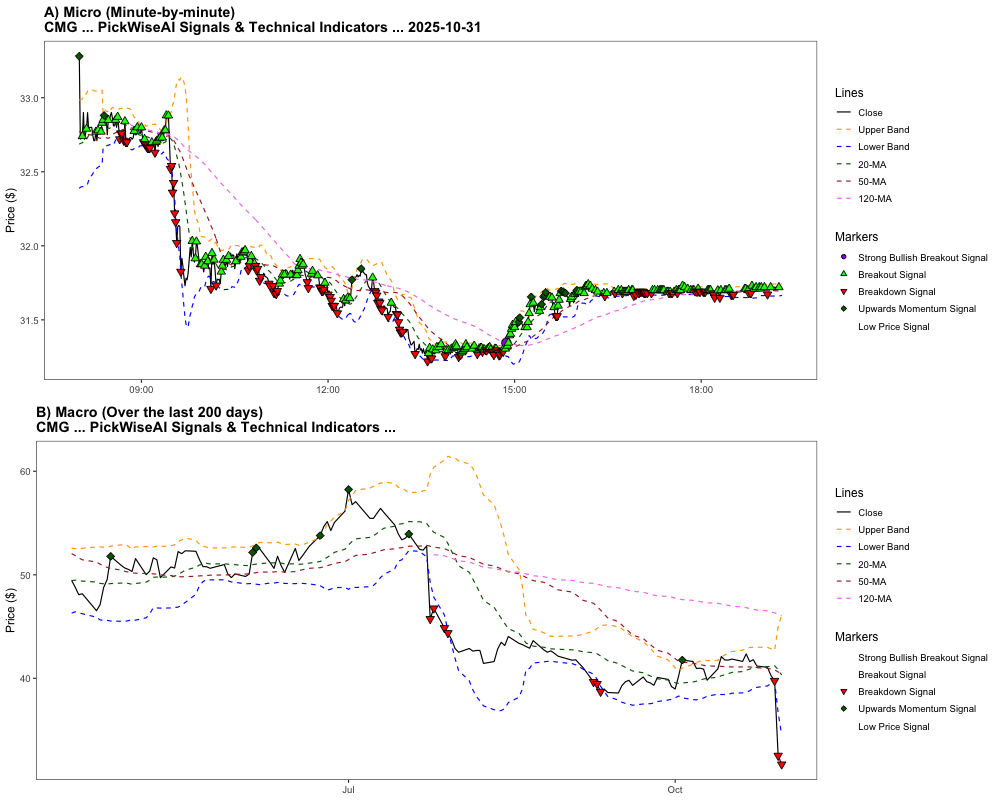 A) Micro (Minute-by-minute)
CMG ... PickWiseAI Signals & Technical Indicators ... 2025-10-31
Price ($)
33.0
32.5
32.0
31.5
09:00
12:00
15:00
18:00
Lines
Close
Upper Band
Lower Band
20-MA
50-MA
120-MA
Markers
Strong Bullish Breakout Signal
Breakout Signal
Breakdown Signal
Upwards Momentum Signal
Low Price Signal
B) Macro (Over the last 200 days)
CMG ... PickWiseAI Signals & Technical Indicators ...
Price ($)
60
50
40
Jul
Oct
Lines
Close
Upper Band
Lower Band
20-MA
50-MA
120-MA
Markers
Strong Bullish Breakout Signal
Breakout Signal
Breakdown Signal
Upwards Momentum Signal
Low Price Signal